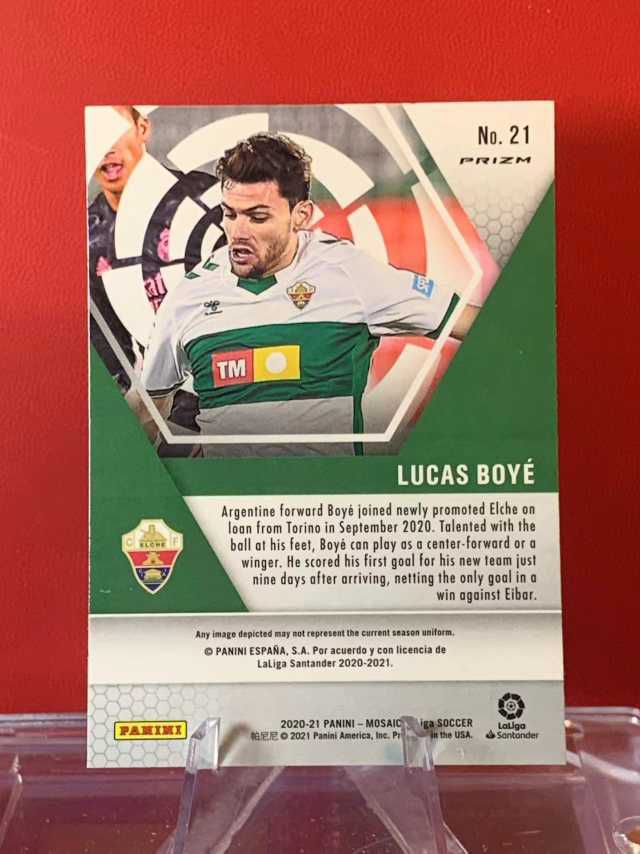 No. 21
PRIZM
TM
LUCAS BOYÉ
Argentine forward Boyé joined newly promoted Elche on
loan from Torino in September 2020. Talented with the
ball at his feet, Boyé can play as a center-forward or a
winger. He scored his first goal for his new team just
nine days after arriving, netting the only goal in a
win against Eibar.
C F
ELCHE
Any image depicted may not represent the current season uniform.
© PANINI ESPAÑA, S.A. Por acuerdo y con licencia de
LaLiga Santander 2020-2021.
PANINI
2020-21 PANINI – MOSAIC iga SOCCER
帕尼尼 © 2021 Panini America, Inc. Pr in the USA.
LaLiga
Santander